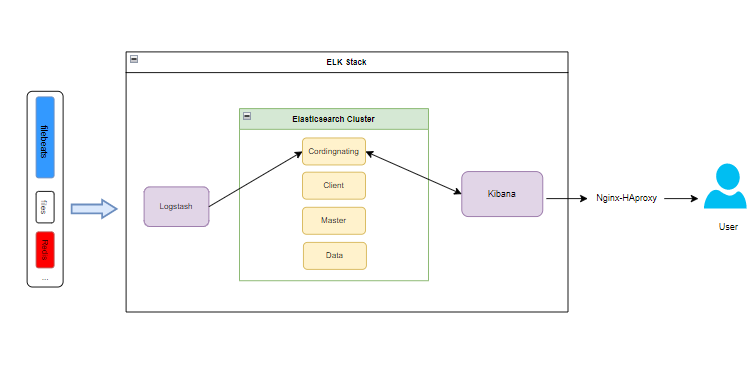 ELK Stack
filebeats
files
Redis
...
Logstash
Elasticsearch Cluster
Cordingnating
Client
Master
Data
Kibana
Nginx-HAproxy
User